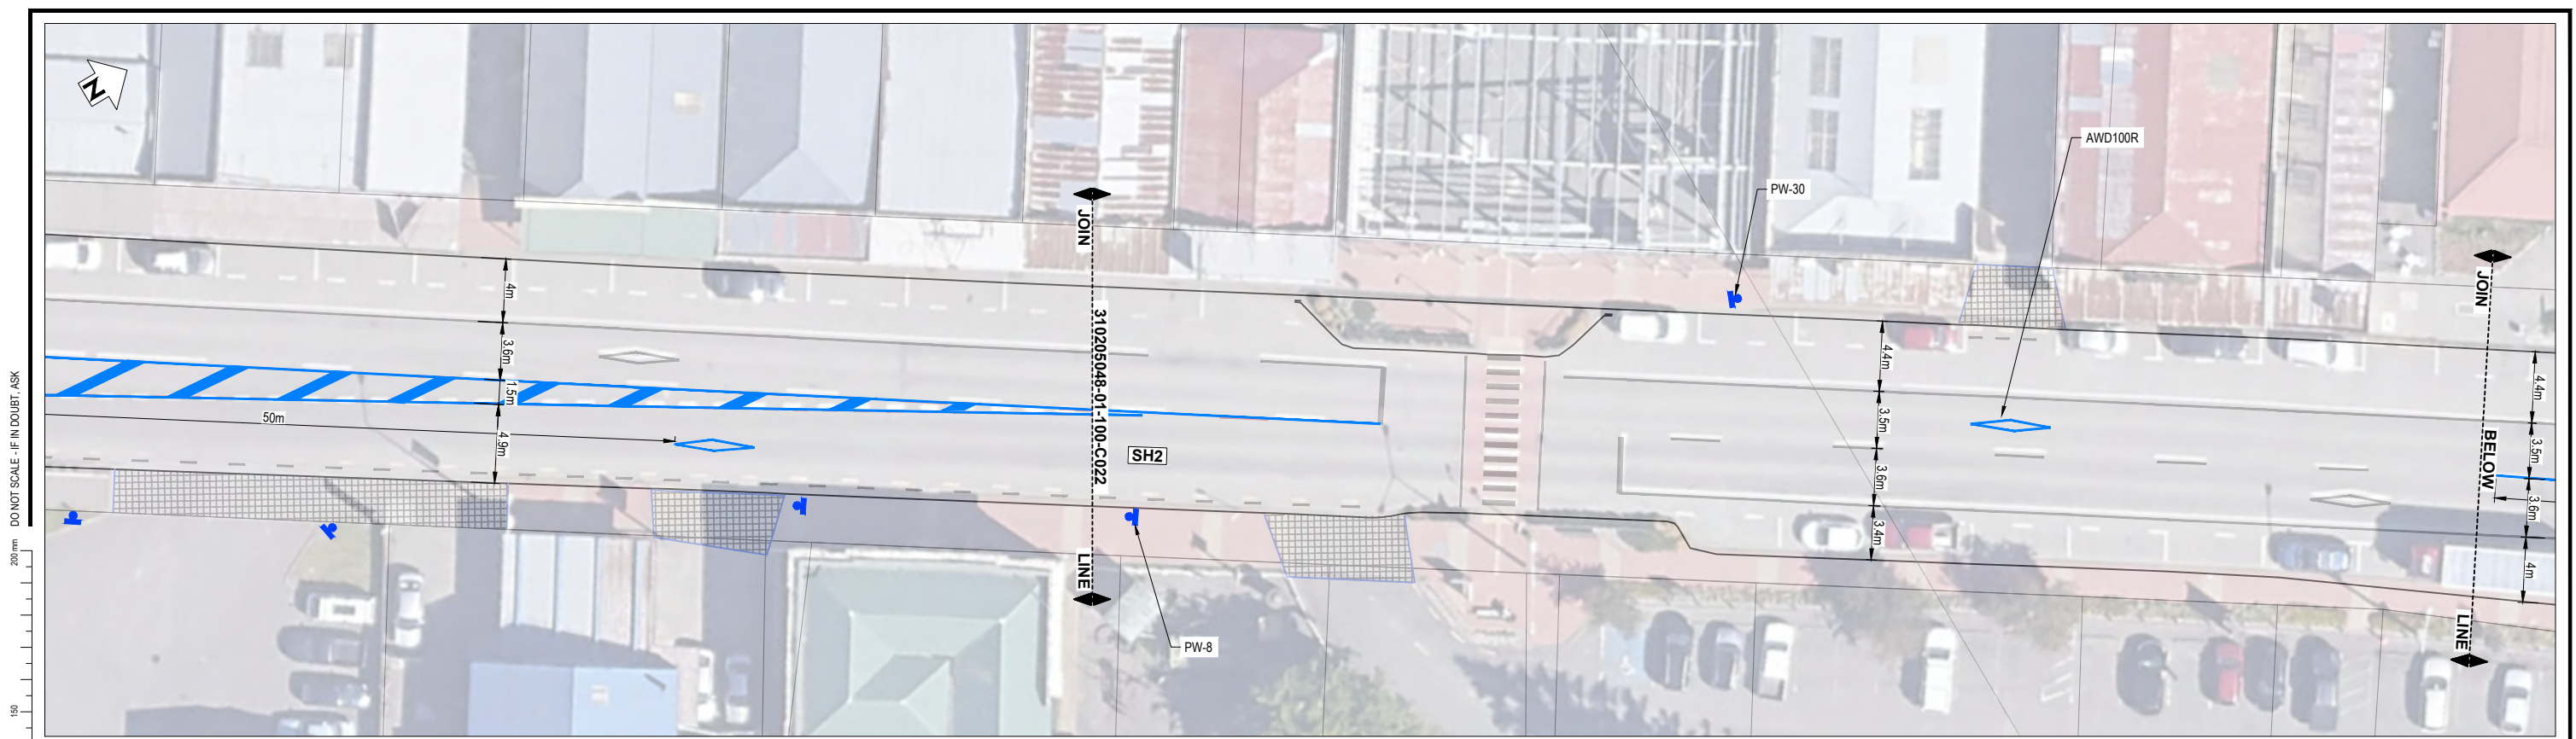 N
DO NOT SCALE - IF IN DOUBT, ASK
200 mm
150
4m
3.6m
1.5m
4.9m
50m
JOIN
310205048-01-100-C022
LINE
SH2
PW-8
PW-30
AWD100R
4.4m
3.5m
3.6m
3.4m
JOIN
BELOW
LINE
4.4m
3.5m
3.6m
4m